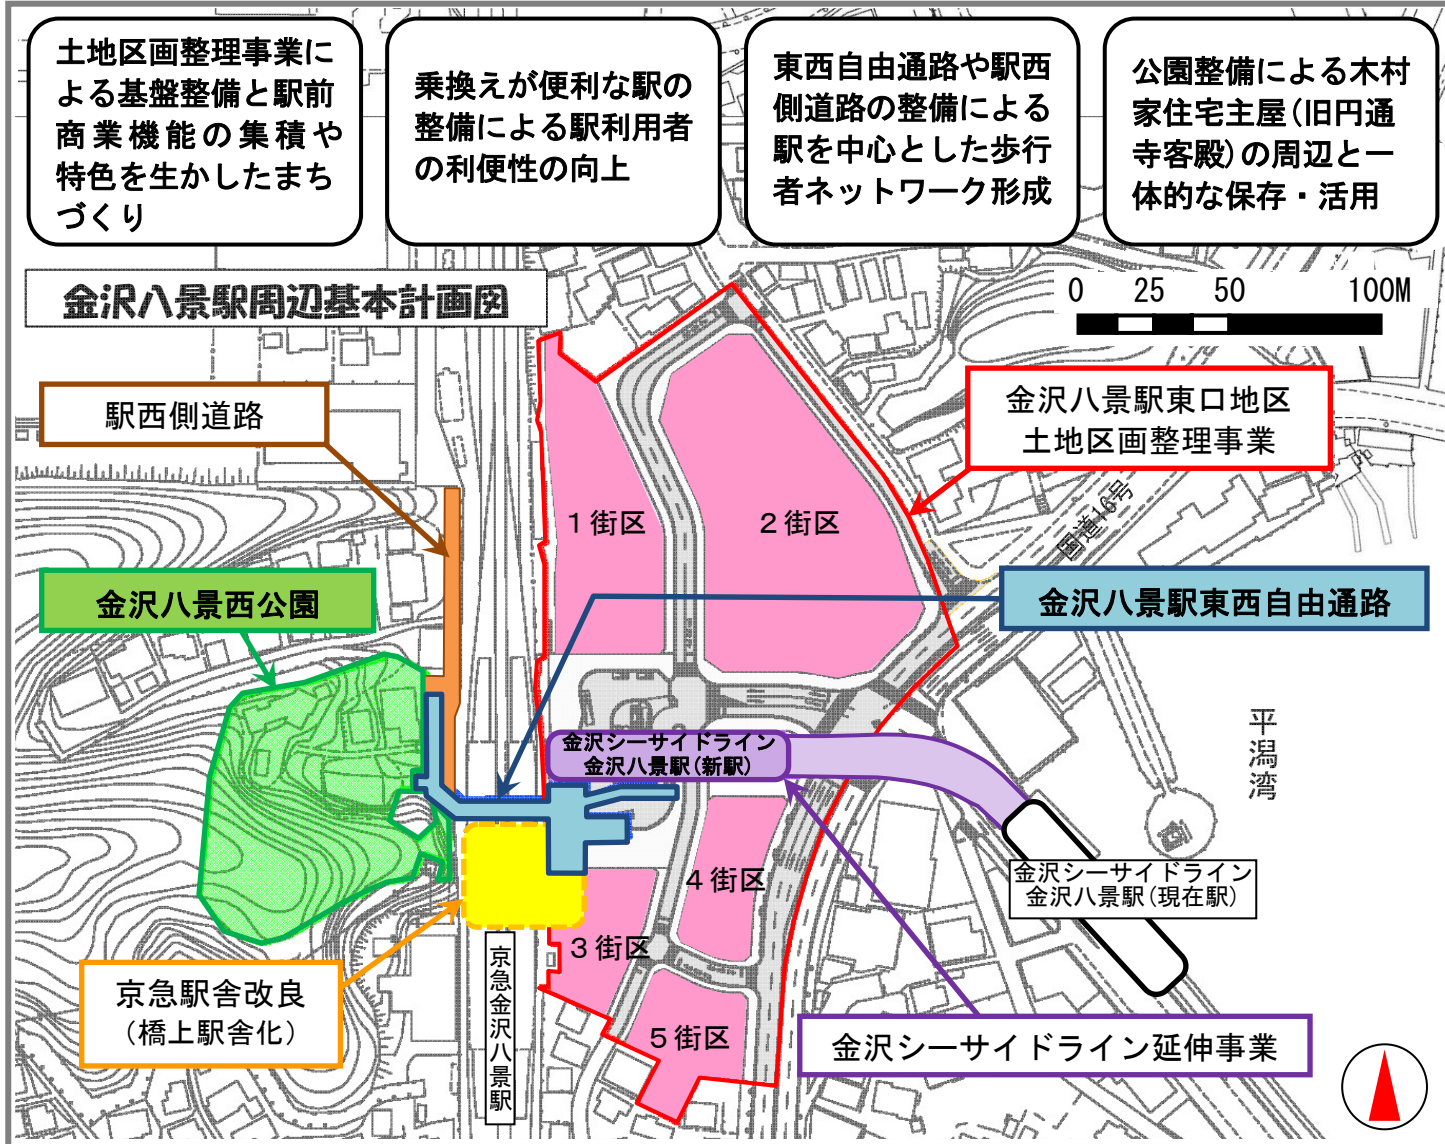 土地区画整理事業に
よる基盤整備と駅前
商業機能の集積や
特色を生かしたまち
づくり
乗換えが便利な駅の
整備による駅利用者
の利便性の向上
東西自由通路や駅西
側道路の整備による
駅を中心とした歩行
者ネットワーク形成
公園整備による木村
家住宅主屋(旧円通
寺客殿)の周辺と一
体的な保存・活用
金沢八景駅周辺基本計画図
0 25 50 100M
駅西側道路
金沢八景駅東口地区
土地区画整理事業
国道16号
1街区
2街区
金沢八景西公園
金沢八景駅東西自由通路
平潟湾
金沢シーサイドライン
金沢八景駅(新駅)
金沢シーサイドライン
金沢八景駅(現在駅)
4街区
3街区
京急金沢八景駅
京急駅舎改良
(橋上駅舎化)
5街区
金沢シーサイドライン延伸事業